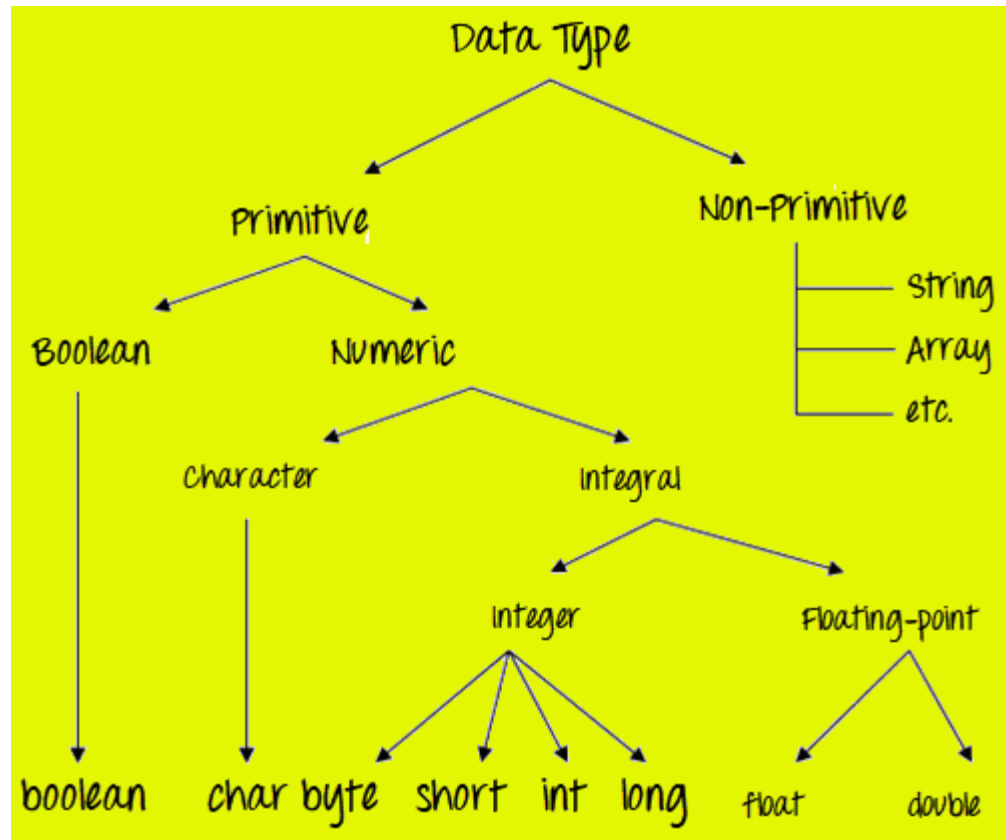 Data Type
Primitive
Non-Primitive
String
Boolean
Numeric
Array
etc.
Character
Integral
Integer
Floating-point
boolean
char
byte
short
int
long
float
double